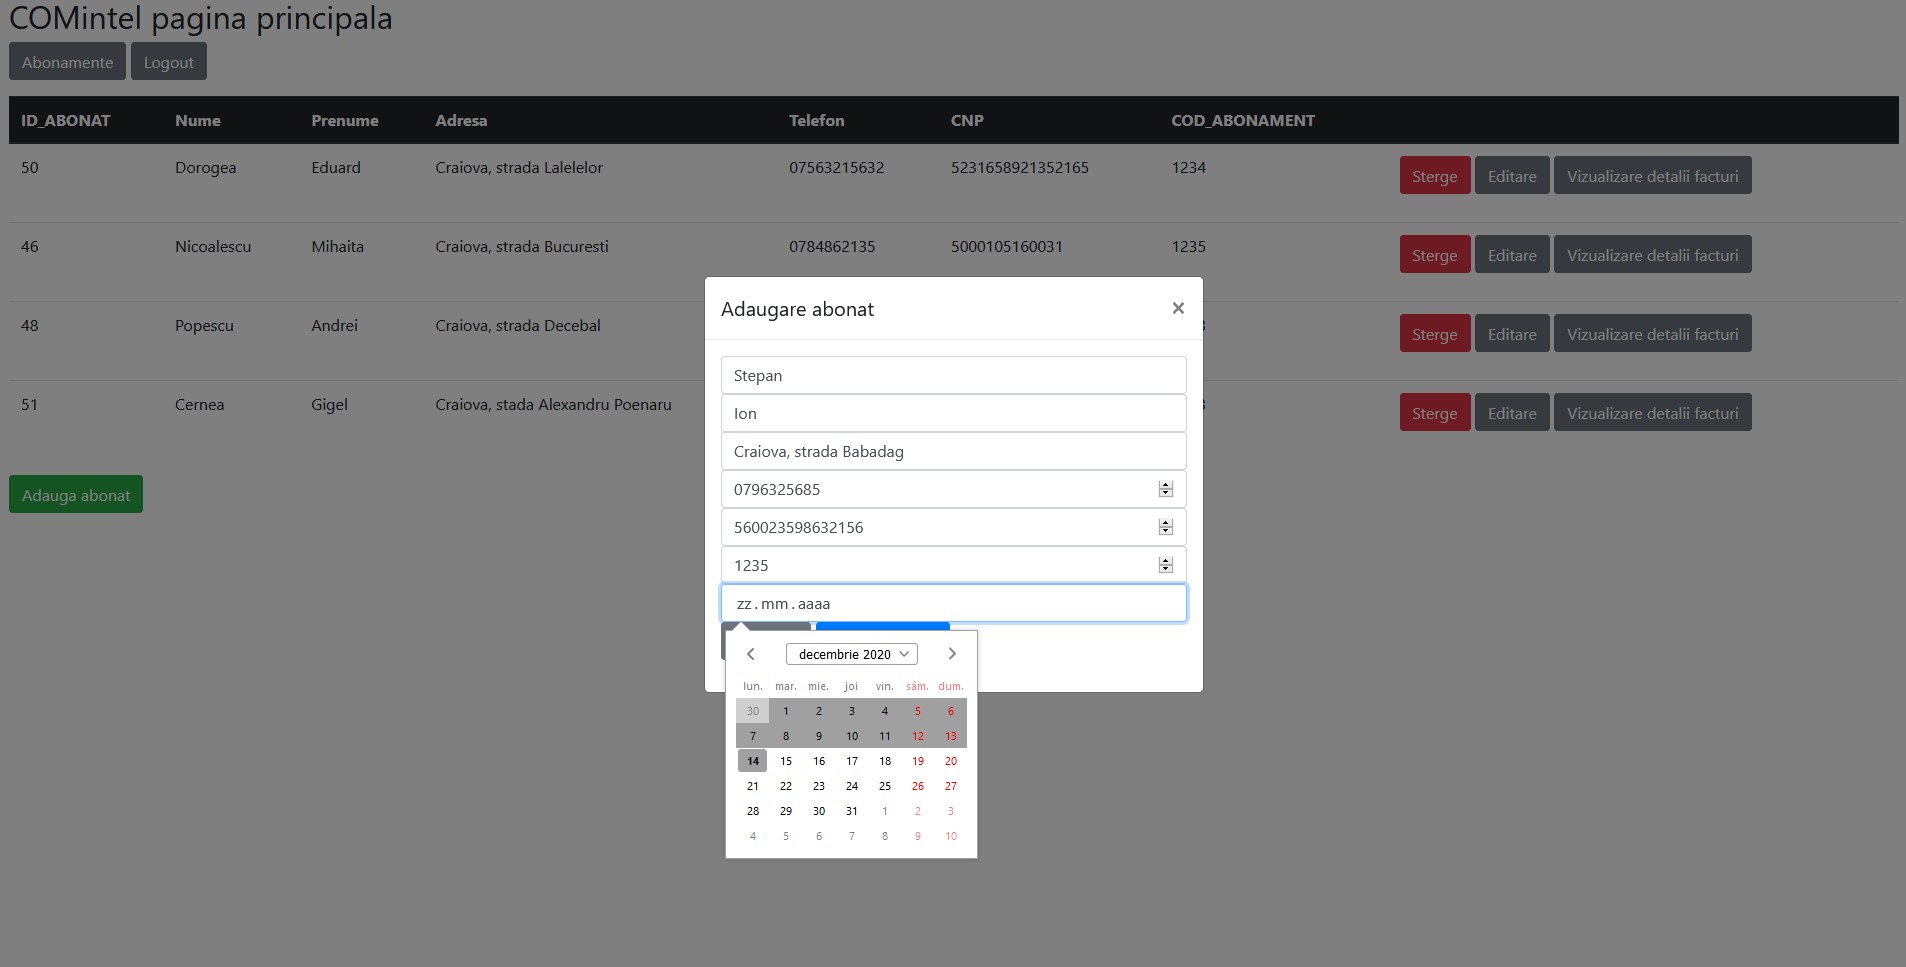 COMintel pagina principala
Abonamente Logout
ID_ABONAT Nume Prenume Adresa Telefon CNP COD_ABONAMENT
50 Dorogea Eduard Craiova, strada Lalelelor 07563215632 5231658921352165 1234 Sterge Editare Vizualizare detalii facturi
46 Nicoalescu Mihaita Craiova, strada Bucuresti 0784862135 5000105160031 1235 Sterge Editare Vizualizare detalii facturi
48 Popescu Andrei Craiova, strada Decebal Sterge Editare Vizualizare detalii facturi
51 Cernea Gigel Craiova, stada Alexandru Poenaru Sterge Editare Vizualizare detalii facturi
Adauga abonat
Adaugare abonat ×
Stepan
Ion
Craiova, strada Babadag
0796325685
560023598632156
1235
zz.mm.aaaa
decembrie 2020
lun. mar. mie. joi vin. sâm. dum.
30 1 2 3 4 5 6
7 8 9 10 11 12 13
14 15 16 17 18 19 20
21 22 23 24 25 26 27
28 29 30 31 1 2 3
4 5 6 7 8 9 10